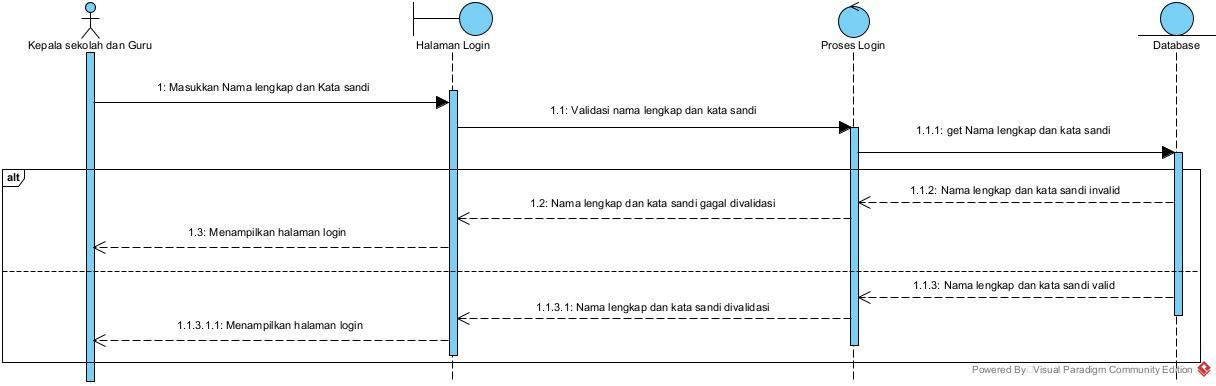 Kepala sekolah dan Guru
Halaman Login
Proses Login
Database
1: Masukkan Nama lengkap dan Kata sandi
1.1: Validasi nama lengkap dan kata sandi
1.1.1: get Nama lengkap dan kata sandi
alt
1.1.2: Nama lengkap dan kata sandi invalid
1.2: Nama lengkap dan kata sandi gagal divalidasi
1.3: Menampilkan halaman login
1.1.3: Nama lengkap dan kata sandi valid
1.1.3.1: Nama lengkap dan kata sandi divalidasi
1.1.3.1.1: Menampilkan halaman login
Powered By Visual Paradigm Community Edition